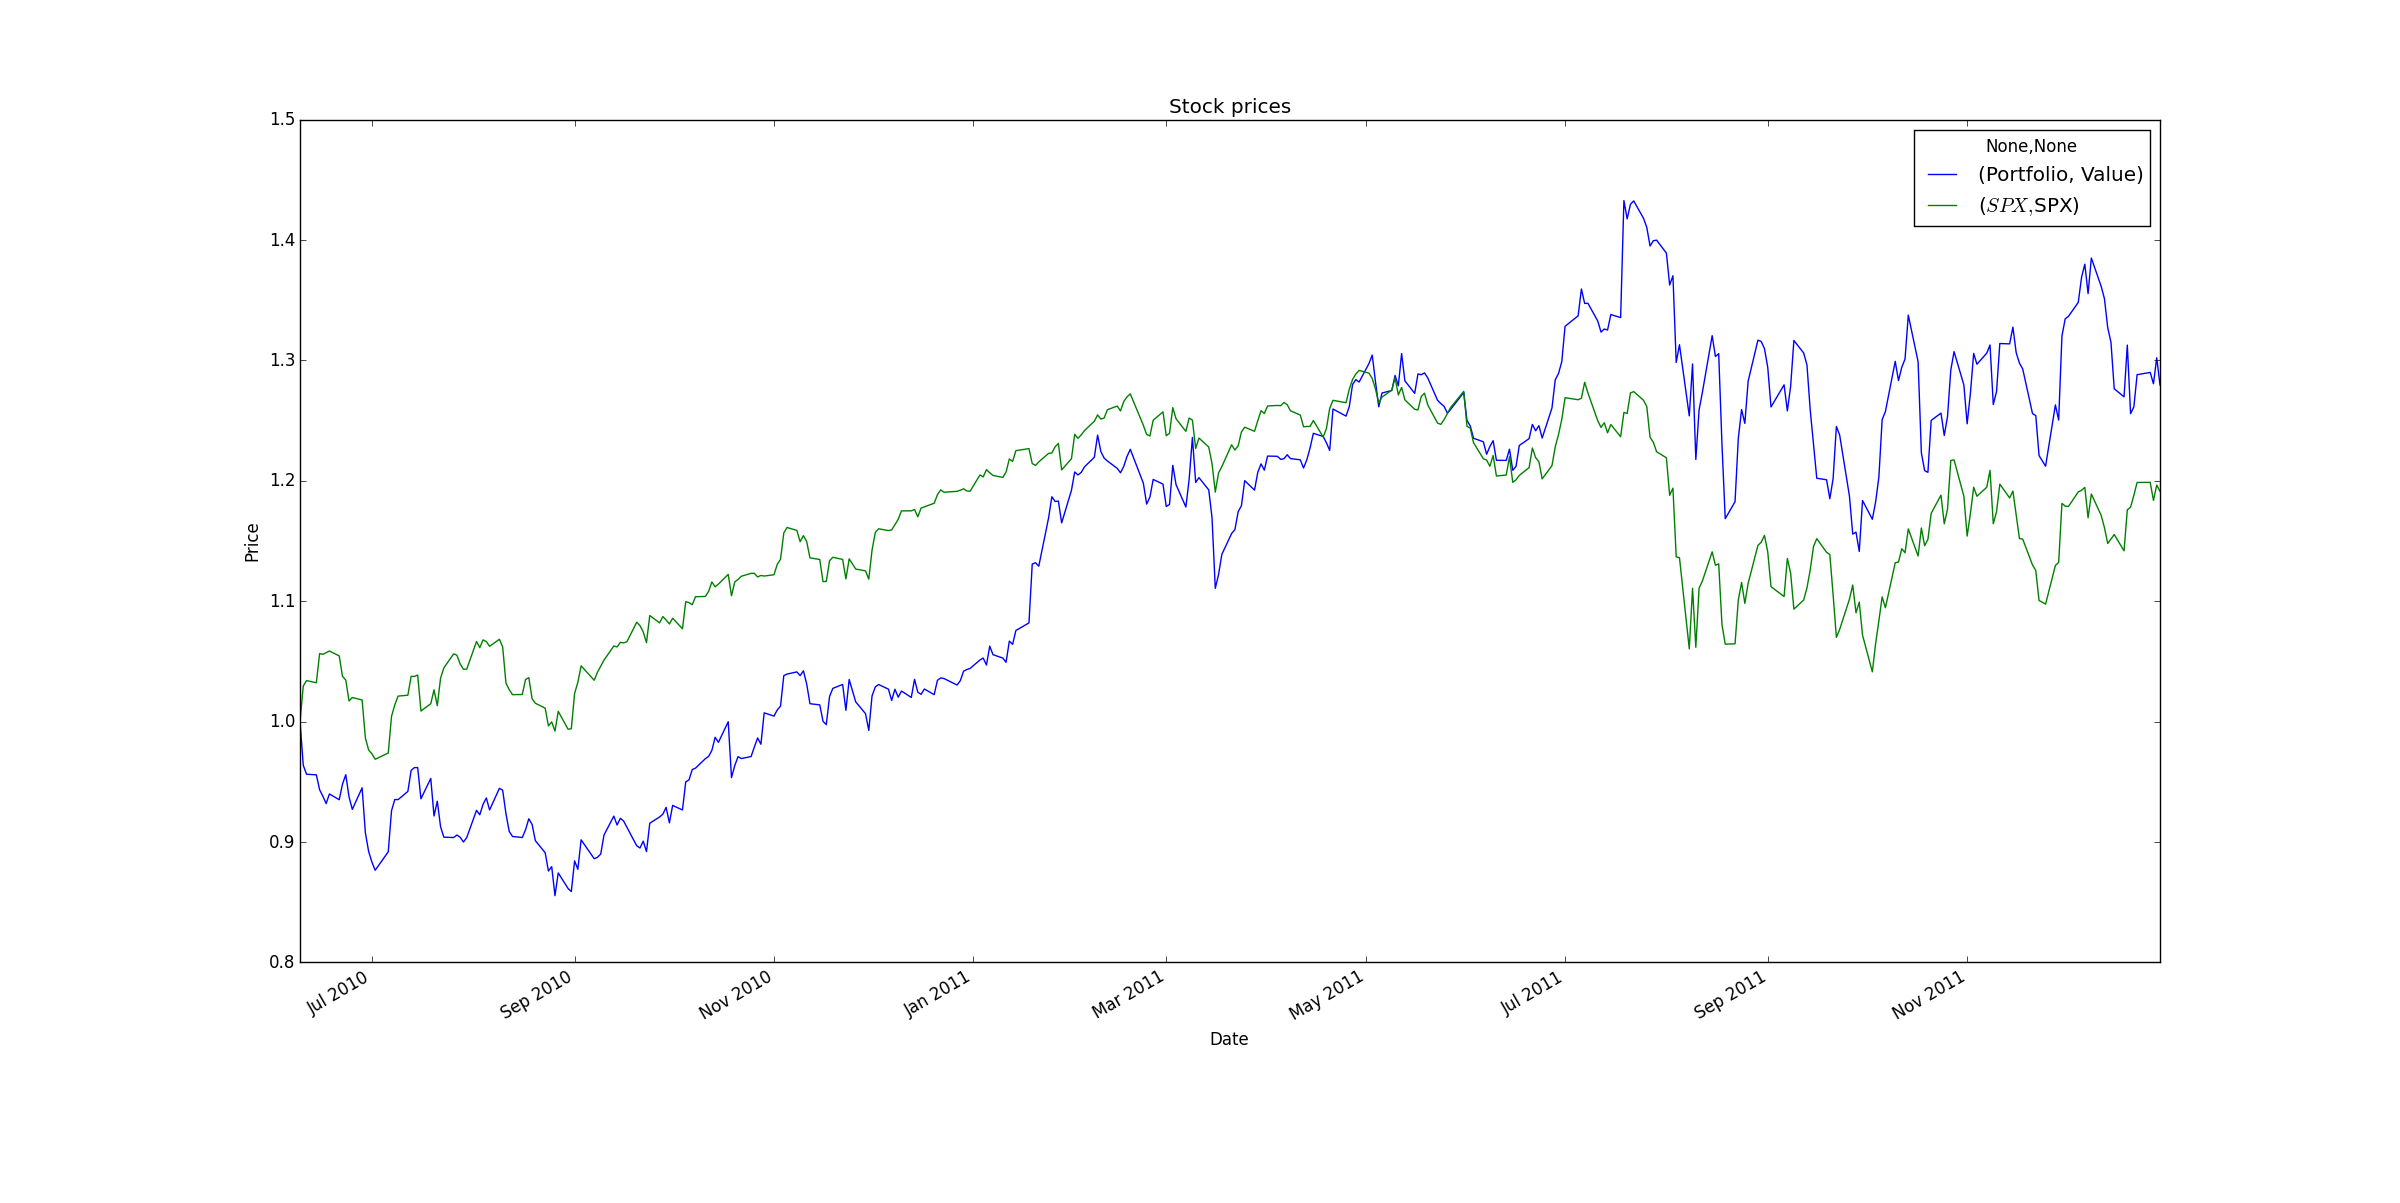 Stock prices
None,None
(Portfolio, Value)
(SPX,SPX)
Price
1.5
1.4
1.3
1.2
1.1
1.0
0.9
0.8
Jul 2010
Sep 2010
Nov 2010
Jan 2011
Mar 2011
May 2011
Jul 2011
Sep 2011
Nov 2011
Date